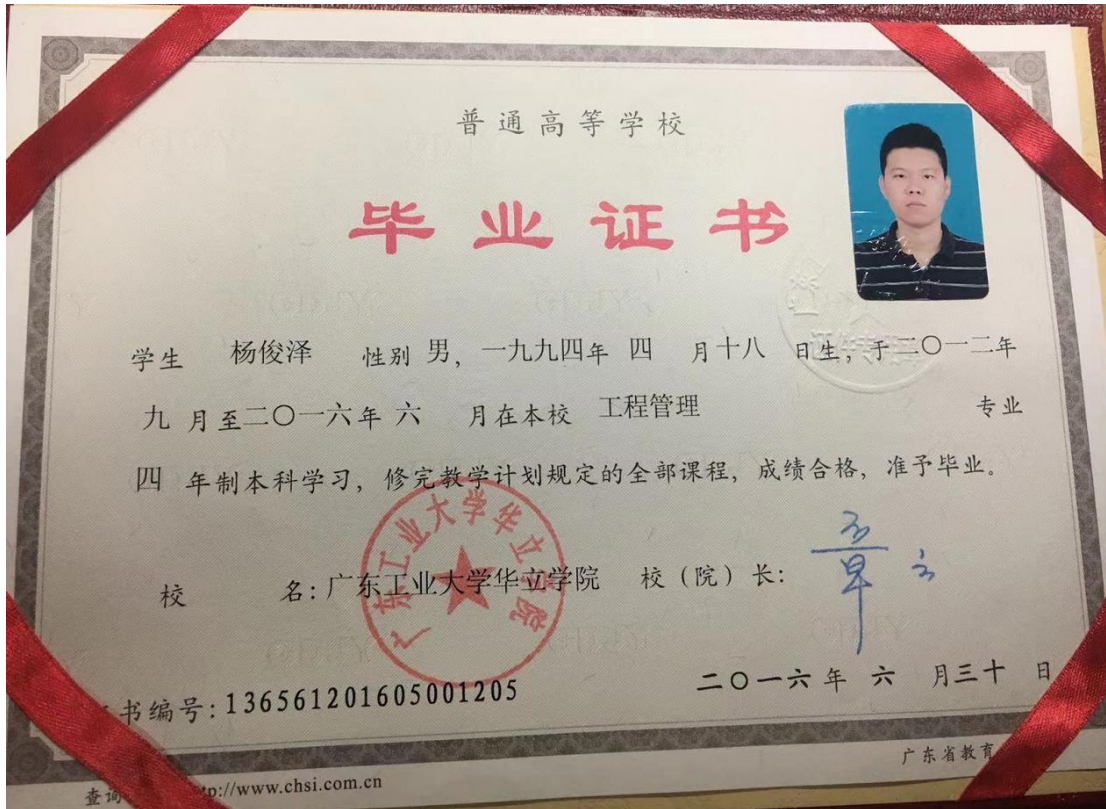 普通高等学校
毕业证书
学生 杨俊泽 性别 男，一九九四年 四 月十八 日生，于二〇一二年
九 月至二〇一六年 六 月在本校 工程管理 专业
四 年制本科学习，修完教学计划规定的全部课程，成绩合格，准予毕业。
校 名：广东工业大学华立学院 校（院）长：
广东工业大学华立学院
书编号：136561201605001205
二〇一六年 六 月三十 日
广东省教育
查询 tp://www.chsi.com.cn